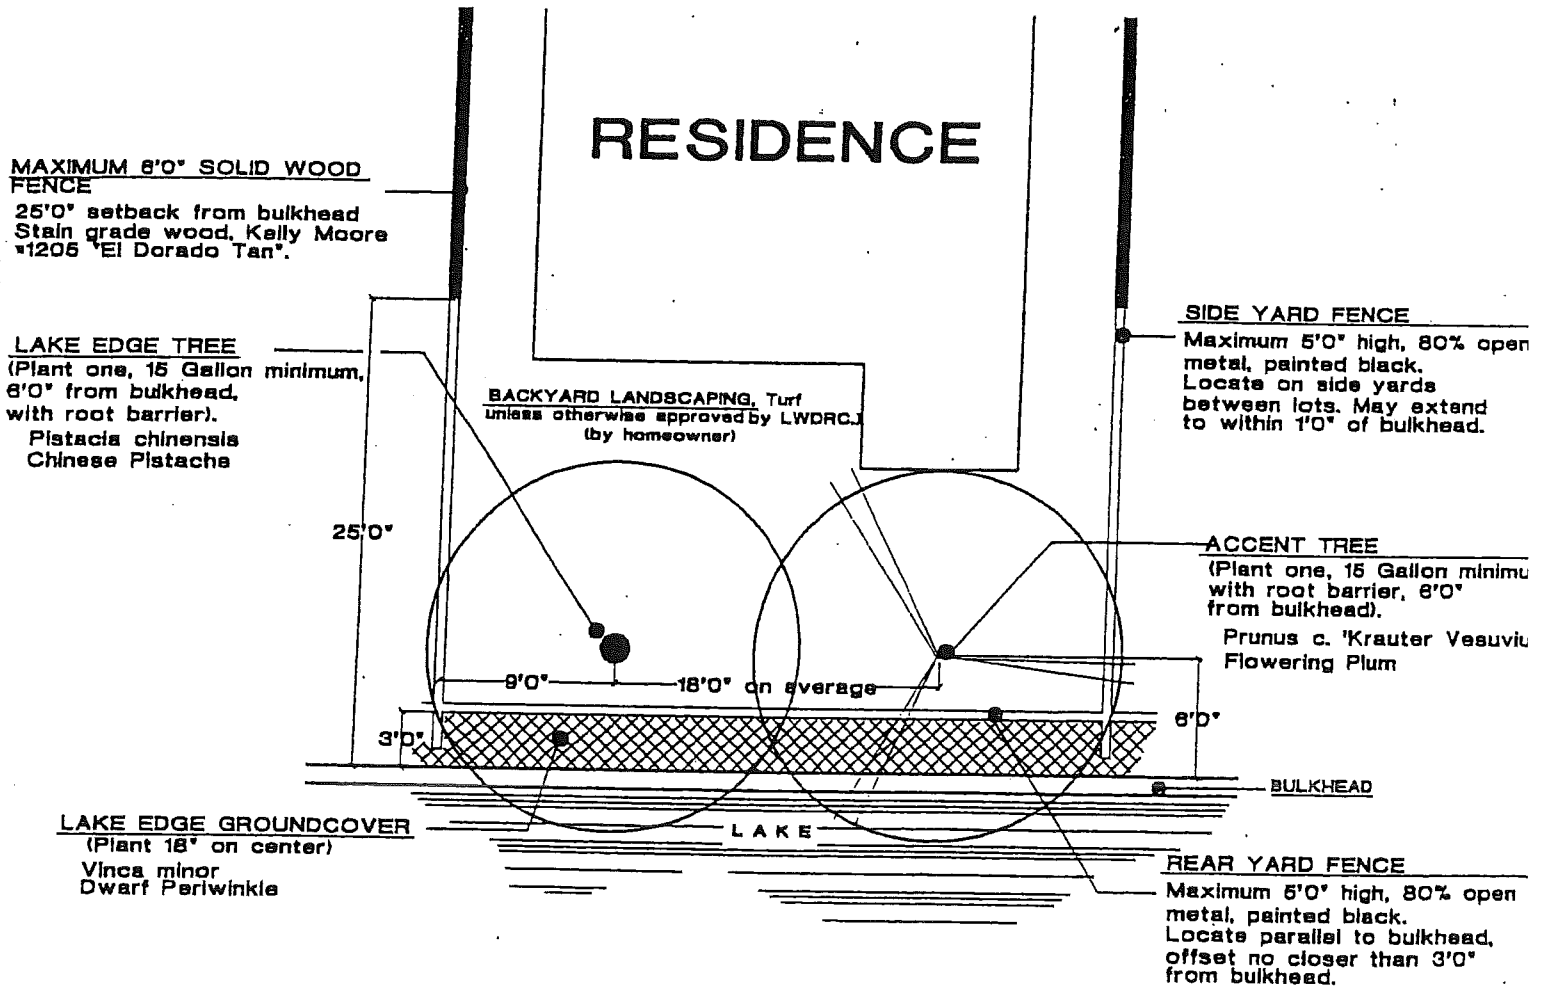 RESIDENCE
MAXIMUM 6'0" SOLID WOOD
FENCE
25'0" setback from bulkhead
Stain grade wood, Kelly Moore
#1205 "El Dorado Tan".
LAKE EDGE TREE
(Plant one, 15 Gallon minimum,
6'0" from bulkhead,
with root barrier).
Pistacia chinensis
Chinese Pistache
BACKYARD LANDSCAPING, Turf
unless otherwise approved by LWDRC.
(by homeowner)
SIDE YARD FENCE
Maximum 5'0" high, 80% open
metal, painted black.
Locate on side yards
between lots. May extend
to within 1'0" of bulkhead.
25'0"
ACCENT TREE
(Plant one, 15 Gallon minimu
with root barrier, 6'0"
from bulkhead).
Prunus c. 'Krauter Vesuviu
Flowering Plum
9'0"
18'0" on average
6'0"
3'0"
BULKHEAD
LAKE
LAKE EDGE GROUNDCOVER
(Plant 18" on center)
Vinca minor
Dwarf Periwinkle
REAR YARD FENCE
Maximum 5'0" high, 80% open
metal, painted black.
Locate parallel to bulkhead,
offset no closer than 3'0"
from bulkhead.